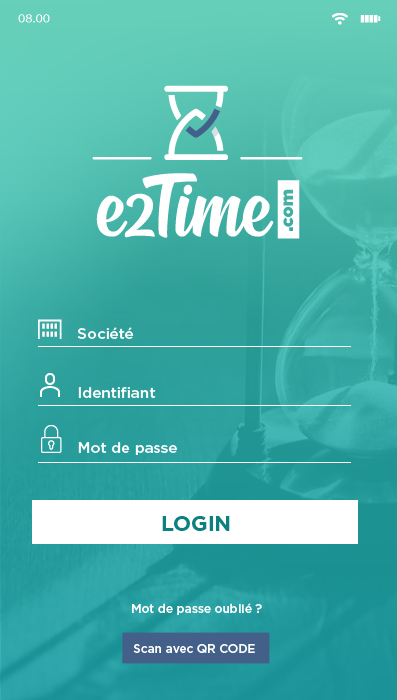 08.00
e2Time
.com
Société
Identifiant
Mot de passe
LOGIN
Mot de passe oublié ?
Scan avec QR CODE